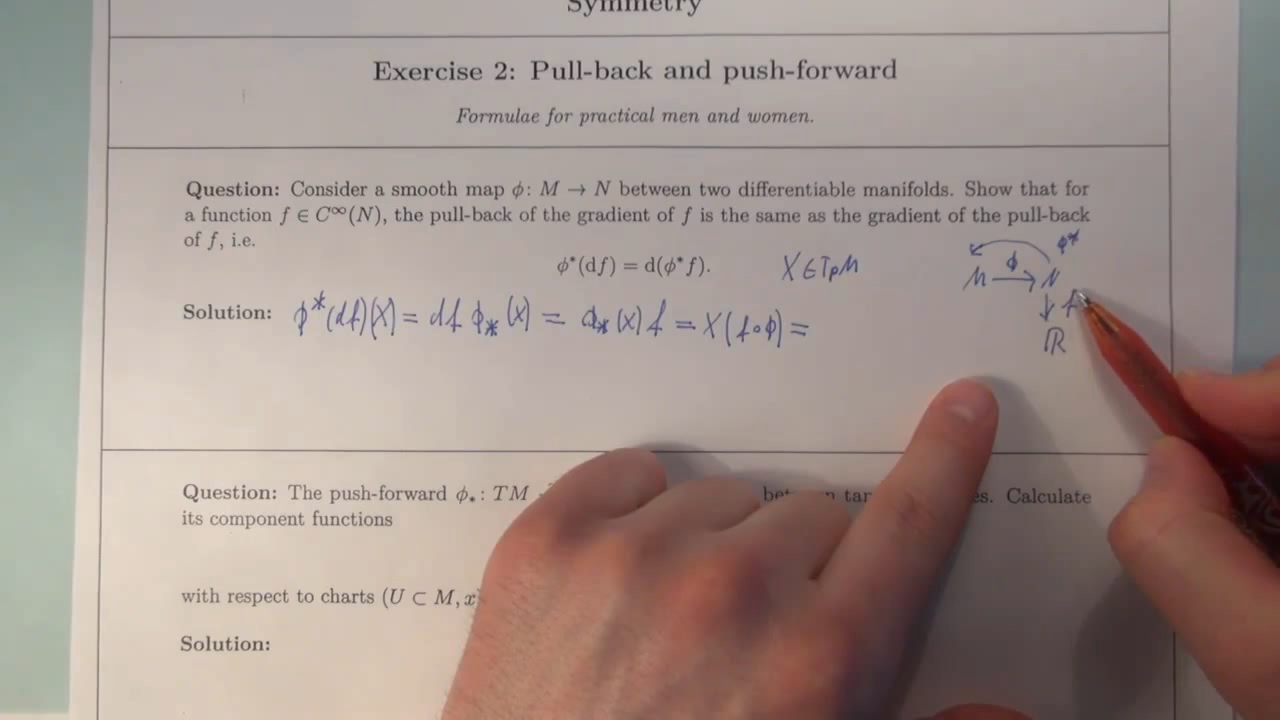 Symmetry
Exercise 2: Pull-back and push-forward
Formulae for practical men and women.
Question: Consider a smooth map ϕ: M → N between two differentiable manifolds. Show that for
a function f ∈ C∞(N), the pull-back of the gradient of f is the same as the gradient of the pull-back
of f, i.e.
ϕ*(df) = d(ϕ*f).
X ∈ TpM
ϕ*
M →ϕ N
↓ f
ℝ
Solution: ϕ*(df)(X) = df ϕ*(X) = ϕ*(X) f = X(f∘ϕ) =
Question: The push-forward ϕ*: TM
es. Calculate
its component functions
with respect to charts (U ⊂ M, x
Solution: